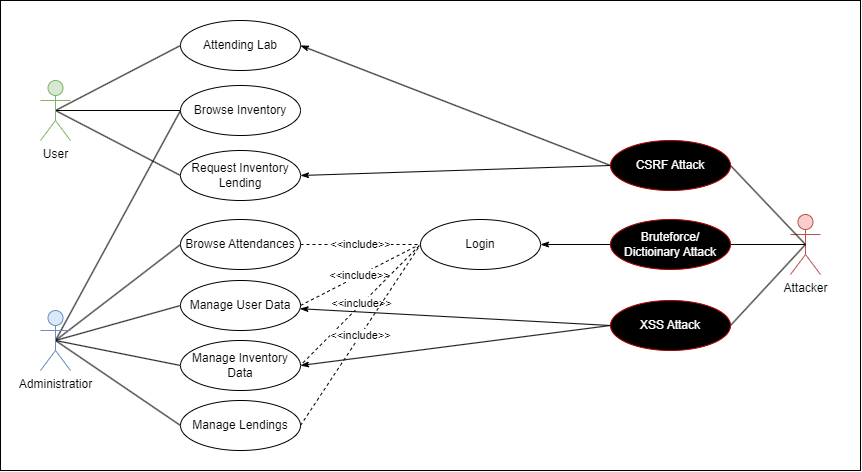 Attending Lab
Browse Inventory
User
Request Inventory
Lending
CSRF Attack
Browse Attendances
<<include>>
Login
Bruteforce/
Dictioinary Attack
Attacker
<<include>>
Manage User Data
<<include>>
XSS Attack
<<include>>
Manage Inventory
Data
Administratior
Manage Lendings